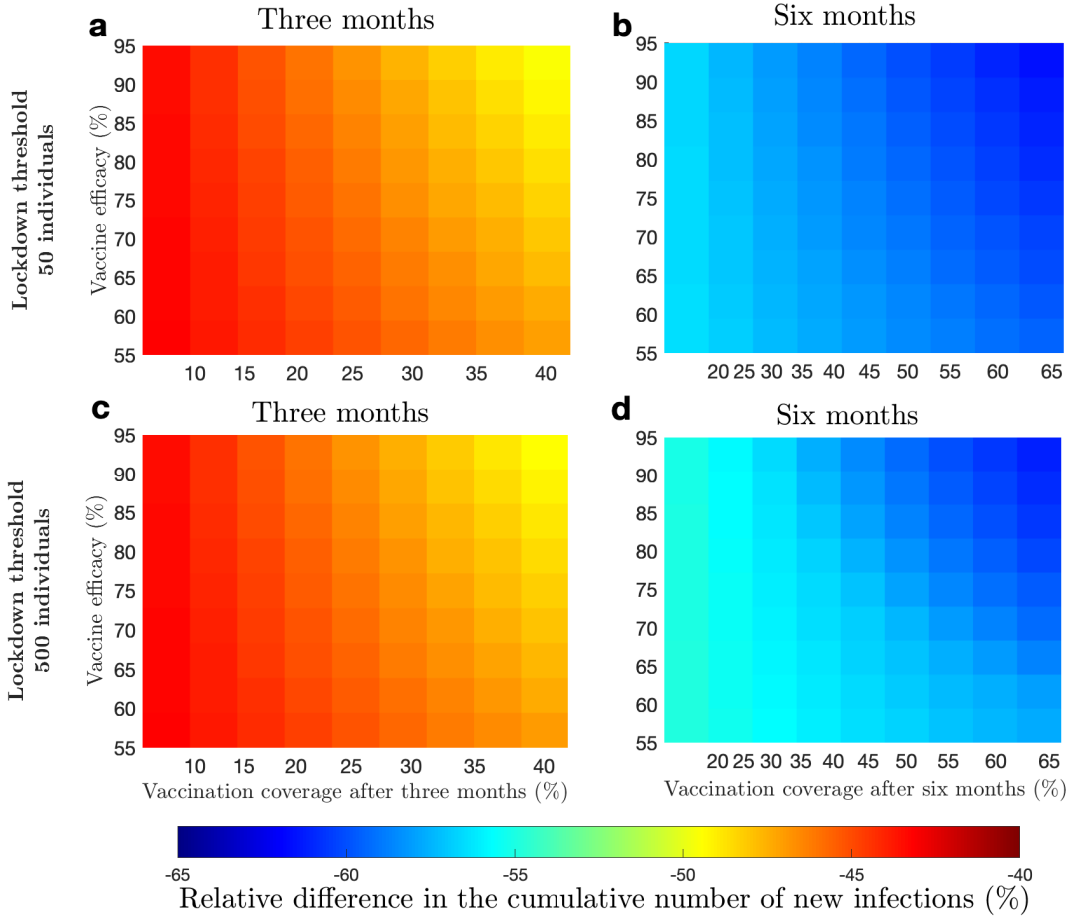 a
Three months
b
Six months
Lockdown threshold
50 individuals
Vaccine efficacy (%)
95
90
85
80
75
70
65
60
55
95
90
85
80
75
70
65
60
55
10 15 20 25 30 35 40
20 25 30 35 40 45 50 55 60 65
c
Three months
d
Six months
Lockdown threshold
500 individuals
Vaccine efficacy (%)
95
90
85
80
75
70
65
60
55
95
90
85
80
75
70
65
60
55
10 15 20 25 30 35 40
20 25 30 35 40 45 50 55 60 65
Vaccination coverage after three months (%)
Vaccination coverage after six months (%)
-65 -60 -55 -50 -45 -40
Relative difference in the cumulative number of new infections (%)